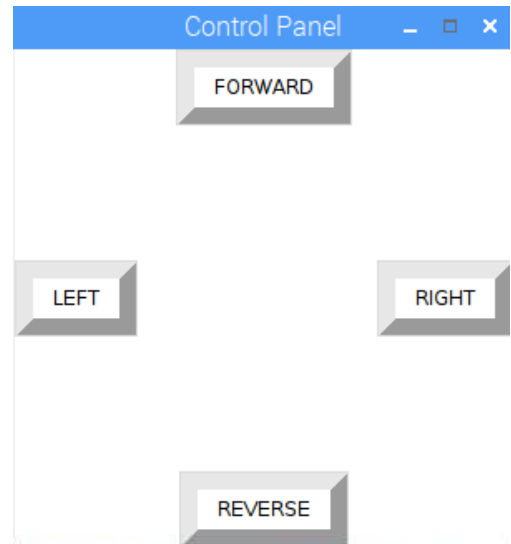 Control Panel
FORWARD
LEFT
RIGHT
REVERSE